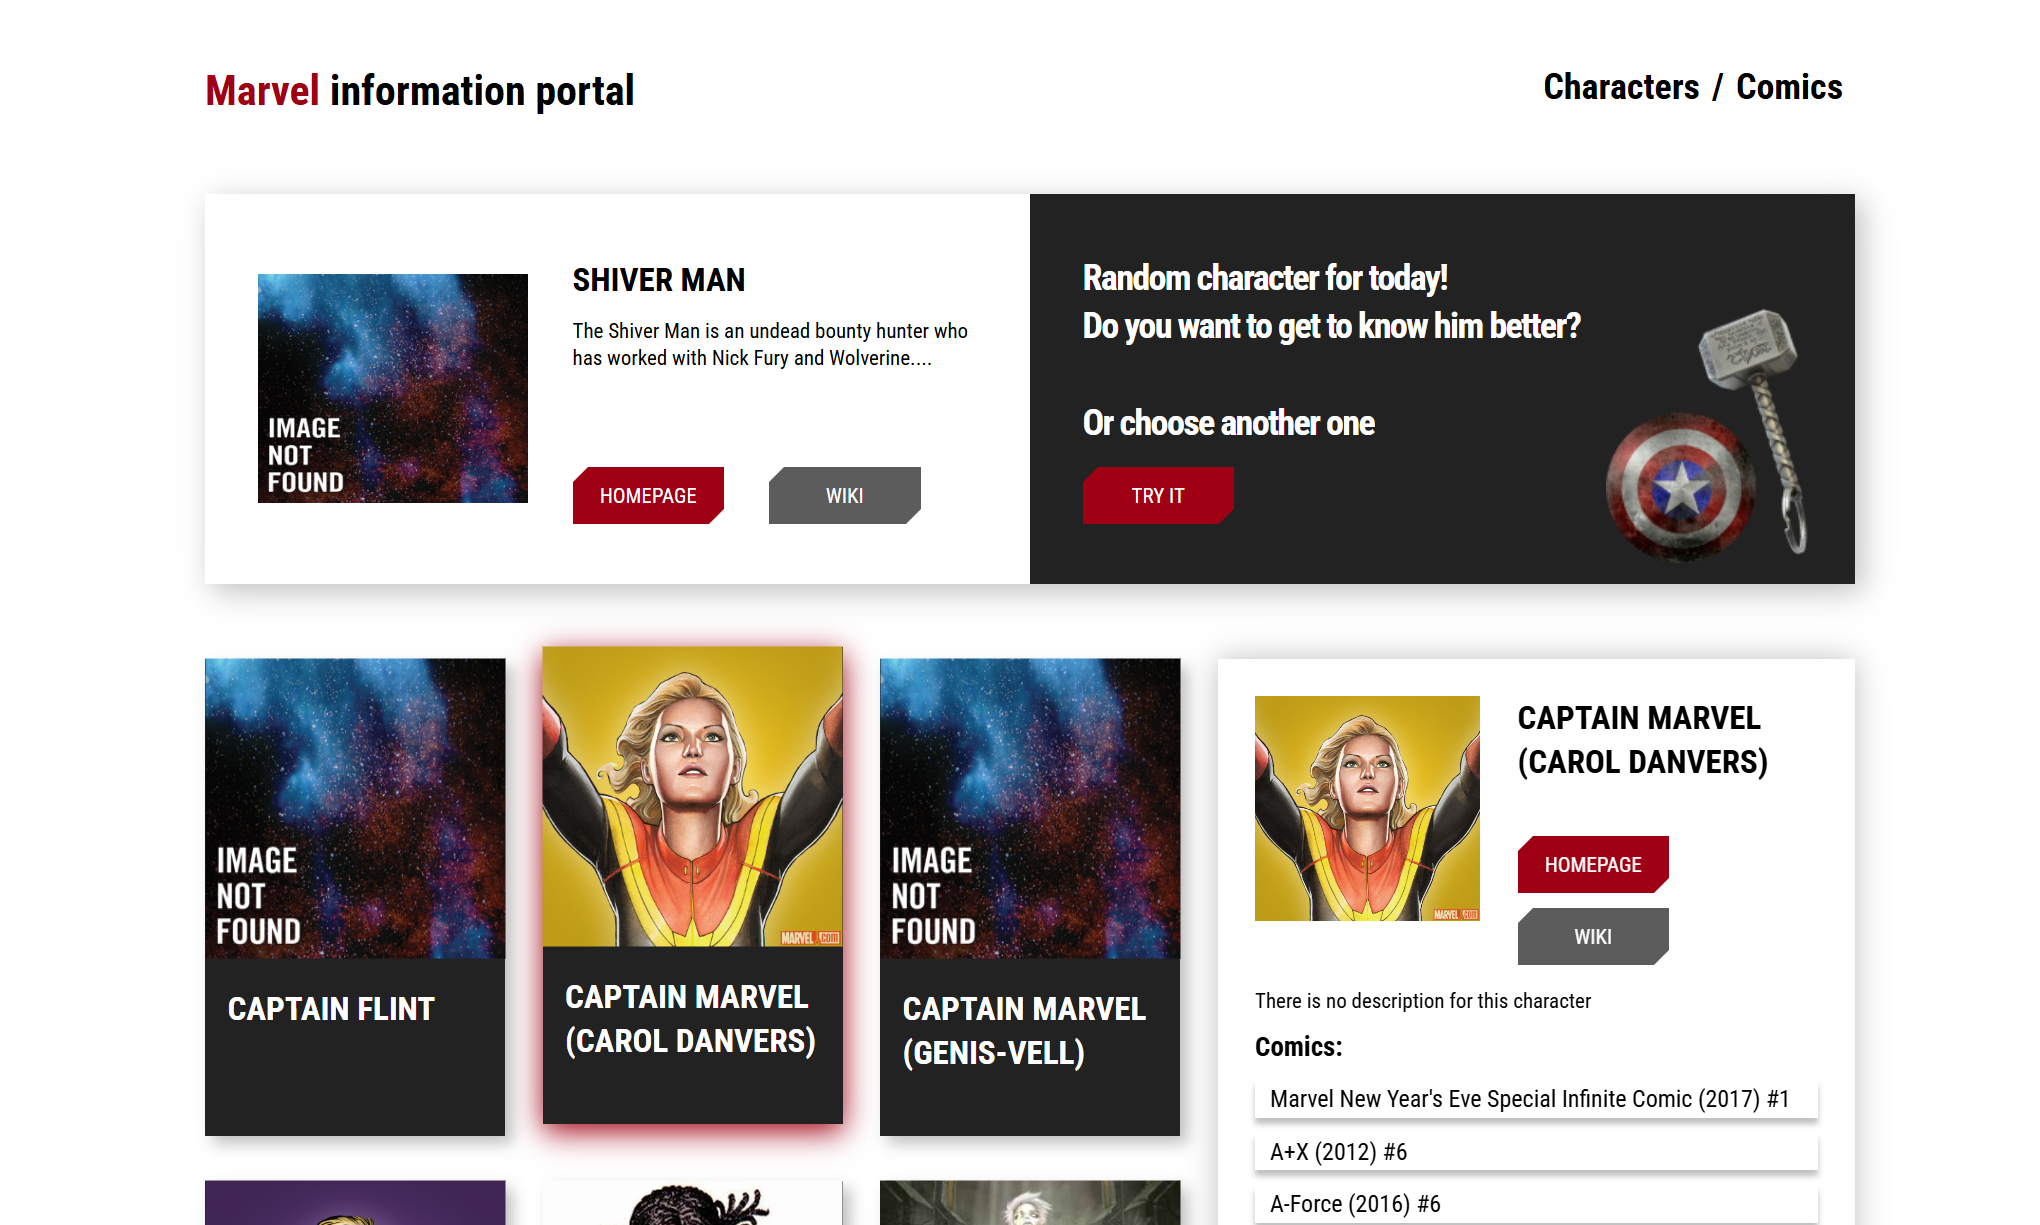 Marvel information portal
Characters / Comics
IMAGE
NOT
FOUND
SHIVER MAN
The Shiver Man is an undead bounty hunter who
has worked with Nick Fury and Wolverine....
HOMEPAGE
WIKI
Random character for today!
Do you want to get to know him better?
Or choose another one
TRY IT
IMAGE
NOT
FOUND
CAPTAIN FLINT
MARVEL.com
CAPTAIN MARVEL
(CAROL DANVERS)
IMAGE
NOT
FOUND
CAPTAIN MARVEL
(GENIS-VELL)
MARVEL.com
CAPTAIN MARVEL
(CAROL DANVERS)
HOMEPAGE
WIKI
There is no description for this character
Comics:
Marvel New Year's Eve Special Infinite Comic (2017) #1
A+X (2012) #6
A-Force (2016) #6